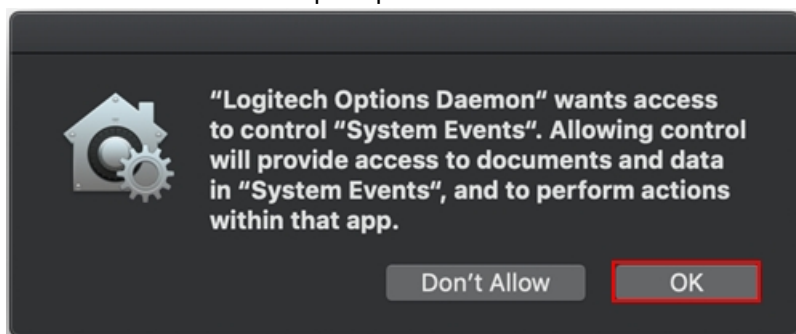 “Logitech Options Daemon“ wants access
to control “System Events“. Allowing control
will provide access to documents and data
in “System Events“, and to perform actions
within that app.
Don’t Allow
OK